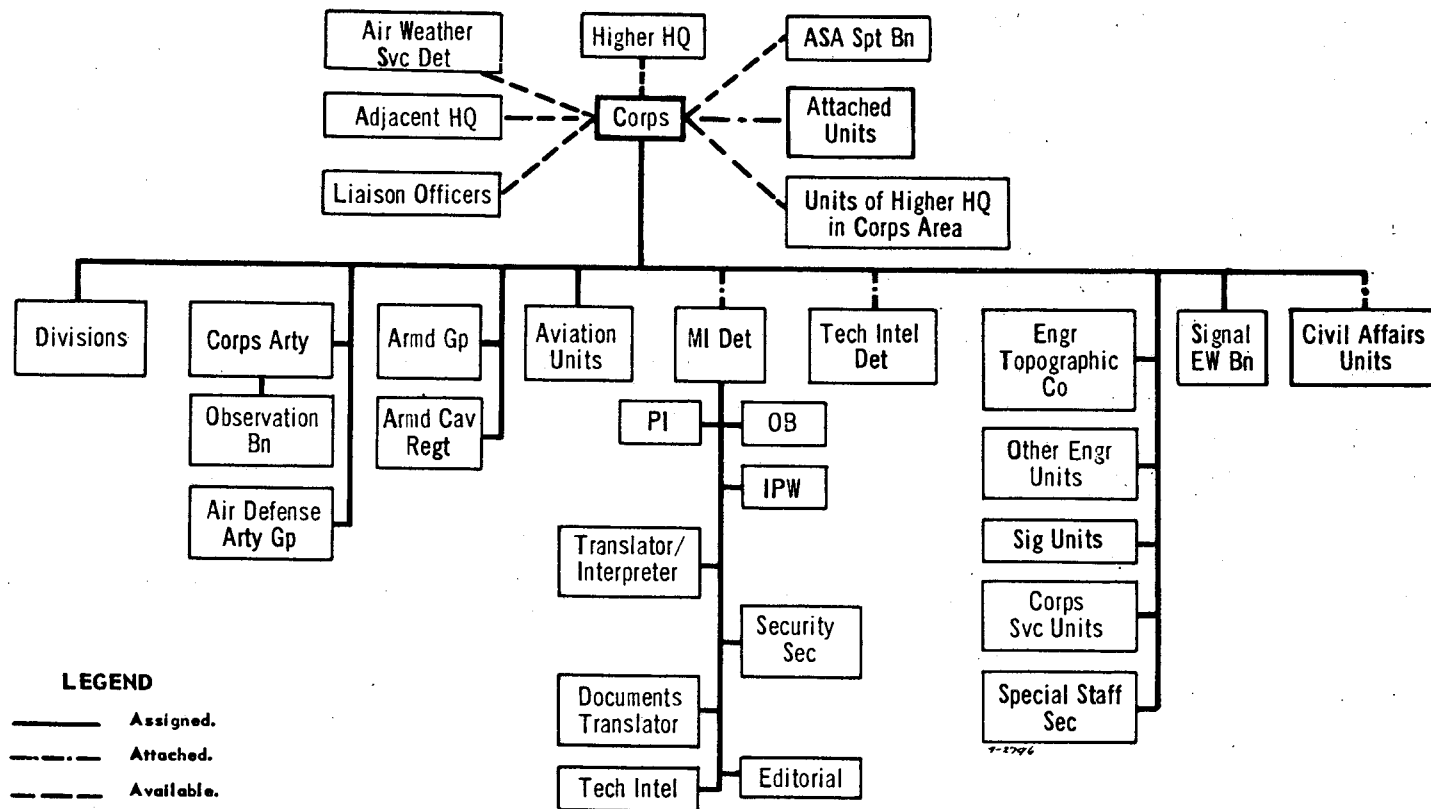 Air Weather
Svc Det
Higher HQ
ASA Spt Bn
Adjacent HQ
Corps
Attached
Units
Liaison Officers
Units of Higher HQ
in Corps Area
Divisions
Corps Arty
Observation
Bn
Air Defense
Arty Gp
Armd Gp
Armd Cav
Regt
Aviation
Units
MI Det
Tech Intel
Det
Engr
Topographic
Co
Signal
EW Bn
Civil Affairs
Units
PI
OB
IPW
Translator/
Interpreter
Security
Sec
Documents
Translator
Tech Intel
Editorial
Other Engr
Units
Sig Units
Corps
Svc Units
Special Staff
Sec
LEGEND
Assigned.
Attached.
Available.